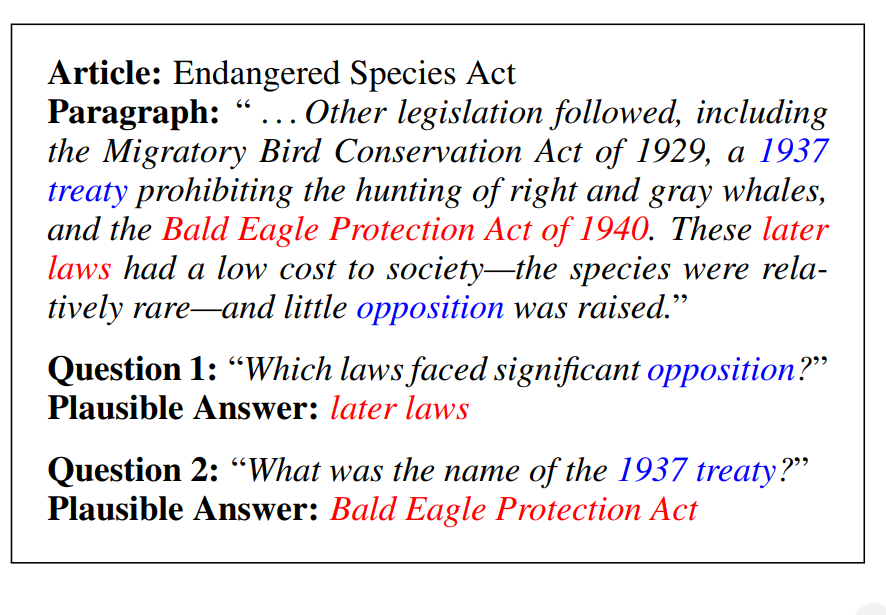 Article: Endangered Species Act
Paragraph: “ … Other legislation followed, including
the Migratory Bird Conservation Act of 1929, a 1937
treaty prohibiting the hunting of right and gray whales,
and the Bald Eagle Protection Act of 1940. These later
laws had a low cost to society—the species were rela-
tively rare—and little opposition was raised.”
Question 1: “Which laws faced significant opposition?”
Plausible Answer: later laws
Question 2: “What was the name of the 1937 treaty?”
Plausible Answer: Bald Eagle Protection Act